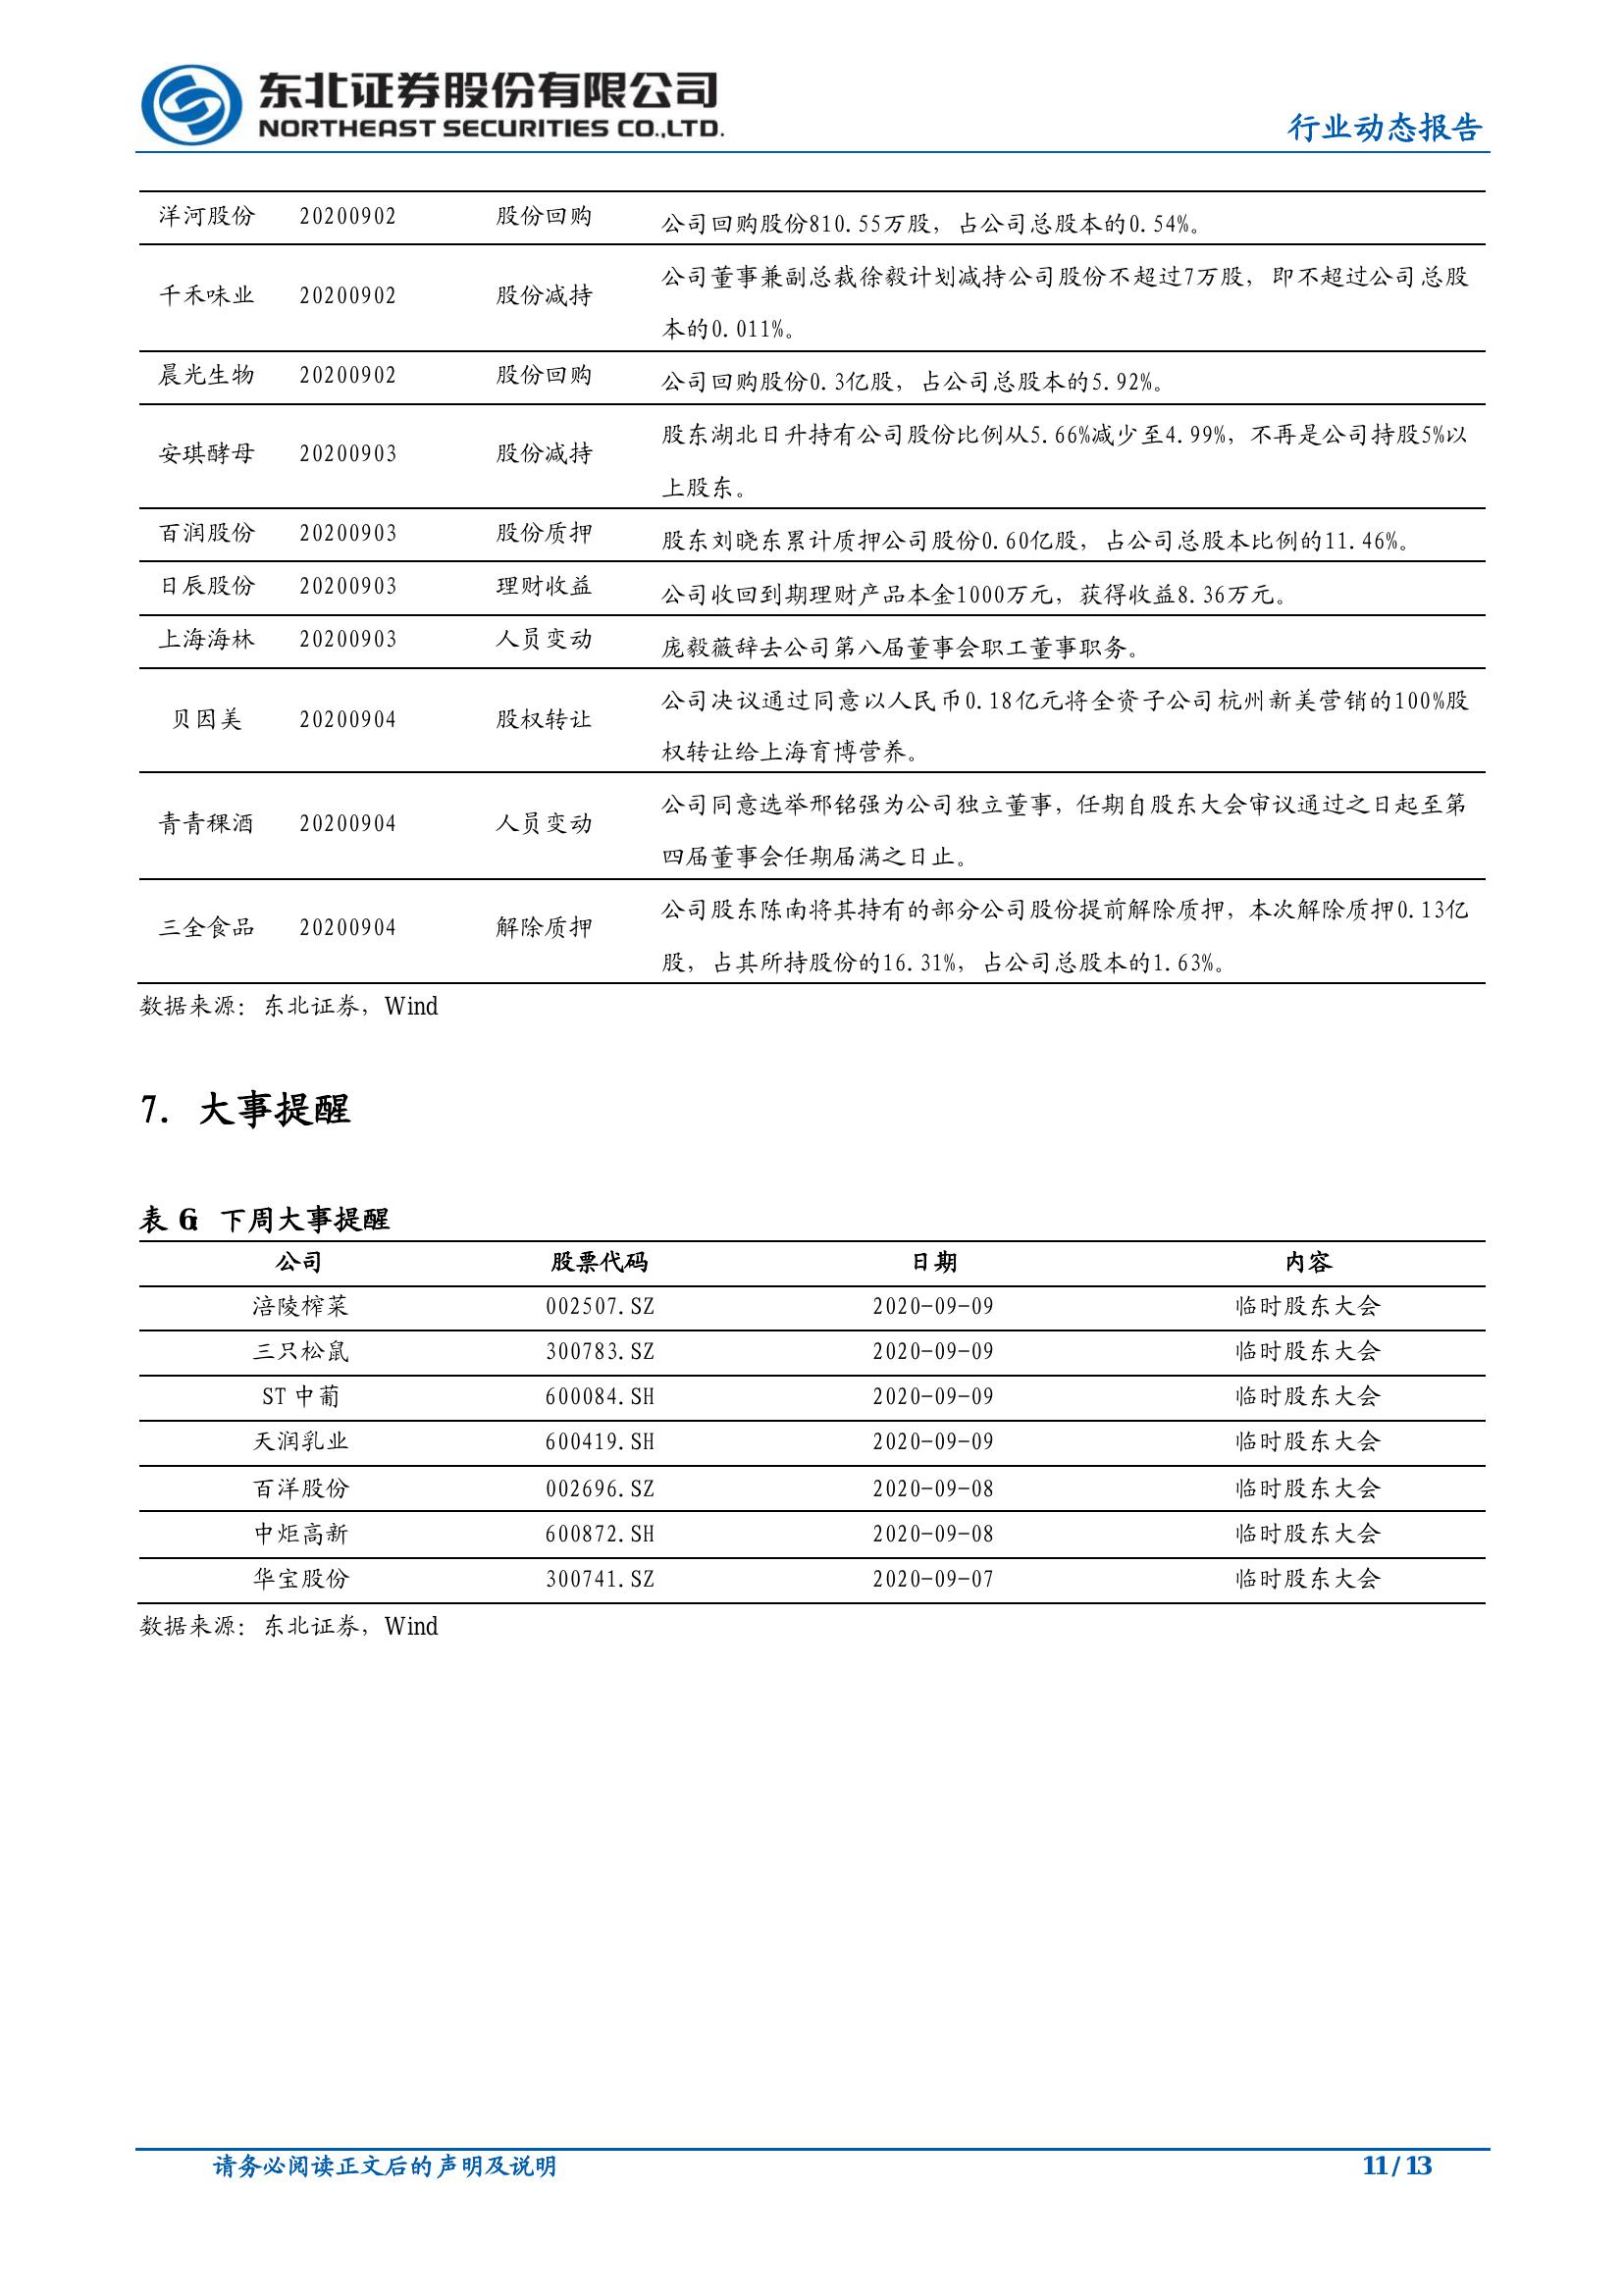 东北证券股份有限公司
NORTHEAST SECURITIES CO.,LTD.
行业动态报告
洋河股份 20200902 股份回购 公司回购股份810.55万股，占公司总股本的0.54%。
千禾味业 20200902 股份减持 公司董事兼副总裁徐毅计划减持公司股份不超过7万股，即不超过公司总股
本的0.011%。
晨光生物 20200902 股份回购 公司回购股份0.3亿股，占公司总股本的5.92%。
安琪酵母 20200903 股份减持 股东湖北日升持有公司股份比例从5.66%减少至4.99%，不再是公司持股5%以
上股东。
百润股份 20200903 股份质押 股东刘晓东累计质押公司股份0.60亿股，占公司总股本比例的11.46%。
日辰股份 20200903 理财收益 公司收回到期理财产品本金1000万元，获得收益8.36万元。
上海海林 20200903 人员变动 庞毅薇辞去公司第八届董事会职工董事职务。
贝因美 20200904 股权转让 公司决议通过同意以人民币0.18亿元将全资子公司杭州新美营销的100%股
权转让给上海育博营养。
青青稞酒 20200904 人员变动 公司同意选举邢铭强为公司独立董事，任期自股东大会审议通过之日起至第
四届董事会任期届满之日止。
三全食品 20200904 解除质押 公司股东陈南将其持有的部分公司股份提前解除质押，本次解除质押0.13亿
股，占其所持股份的16.31%，占公司总股本的1.63%。
数据来源：东北证券，Wind
7. 大事提醒
表 6: 下周大事提醒
公司 股票代码 日期 内容
涪陵榨菜 002507.SZ 2020-09-09 临时股东大会
三只松鼠 300783.SZ 2020-09-09 临时股东大会
ST 中葡 600084.SH 2020-09-09 临时股东大会
天润乳业 600419.SH 2020-09-09 临时股东大会
百洋股份 002696.SZ 2020-09-08 临时股东大会
中炬高新 600872.SH 2020-09-08 临时股东大会
华宝股份 300741.SZ 2020-09-07 临时股东大会
数据来源：东北证券，Wind
请务必阅读正文后的声明及说明
11 / 13